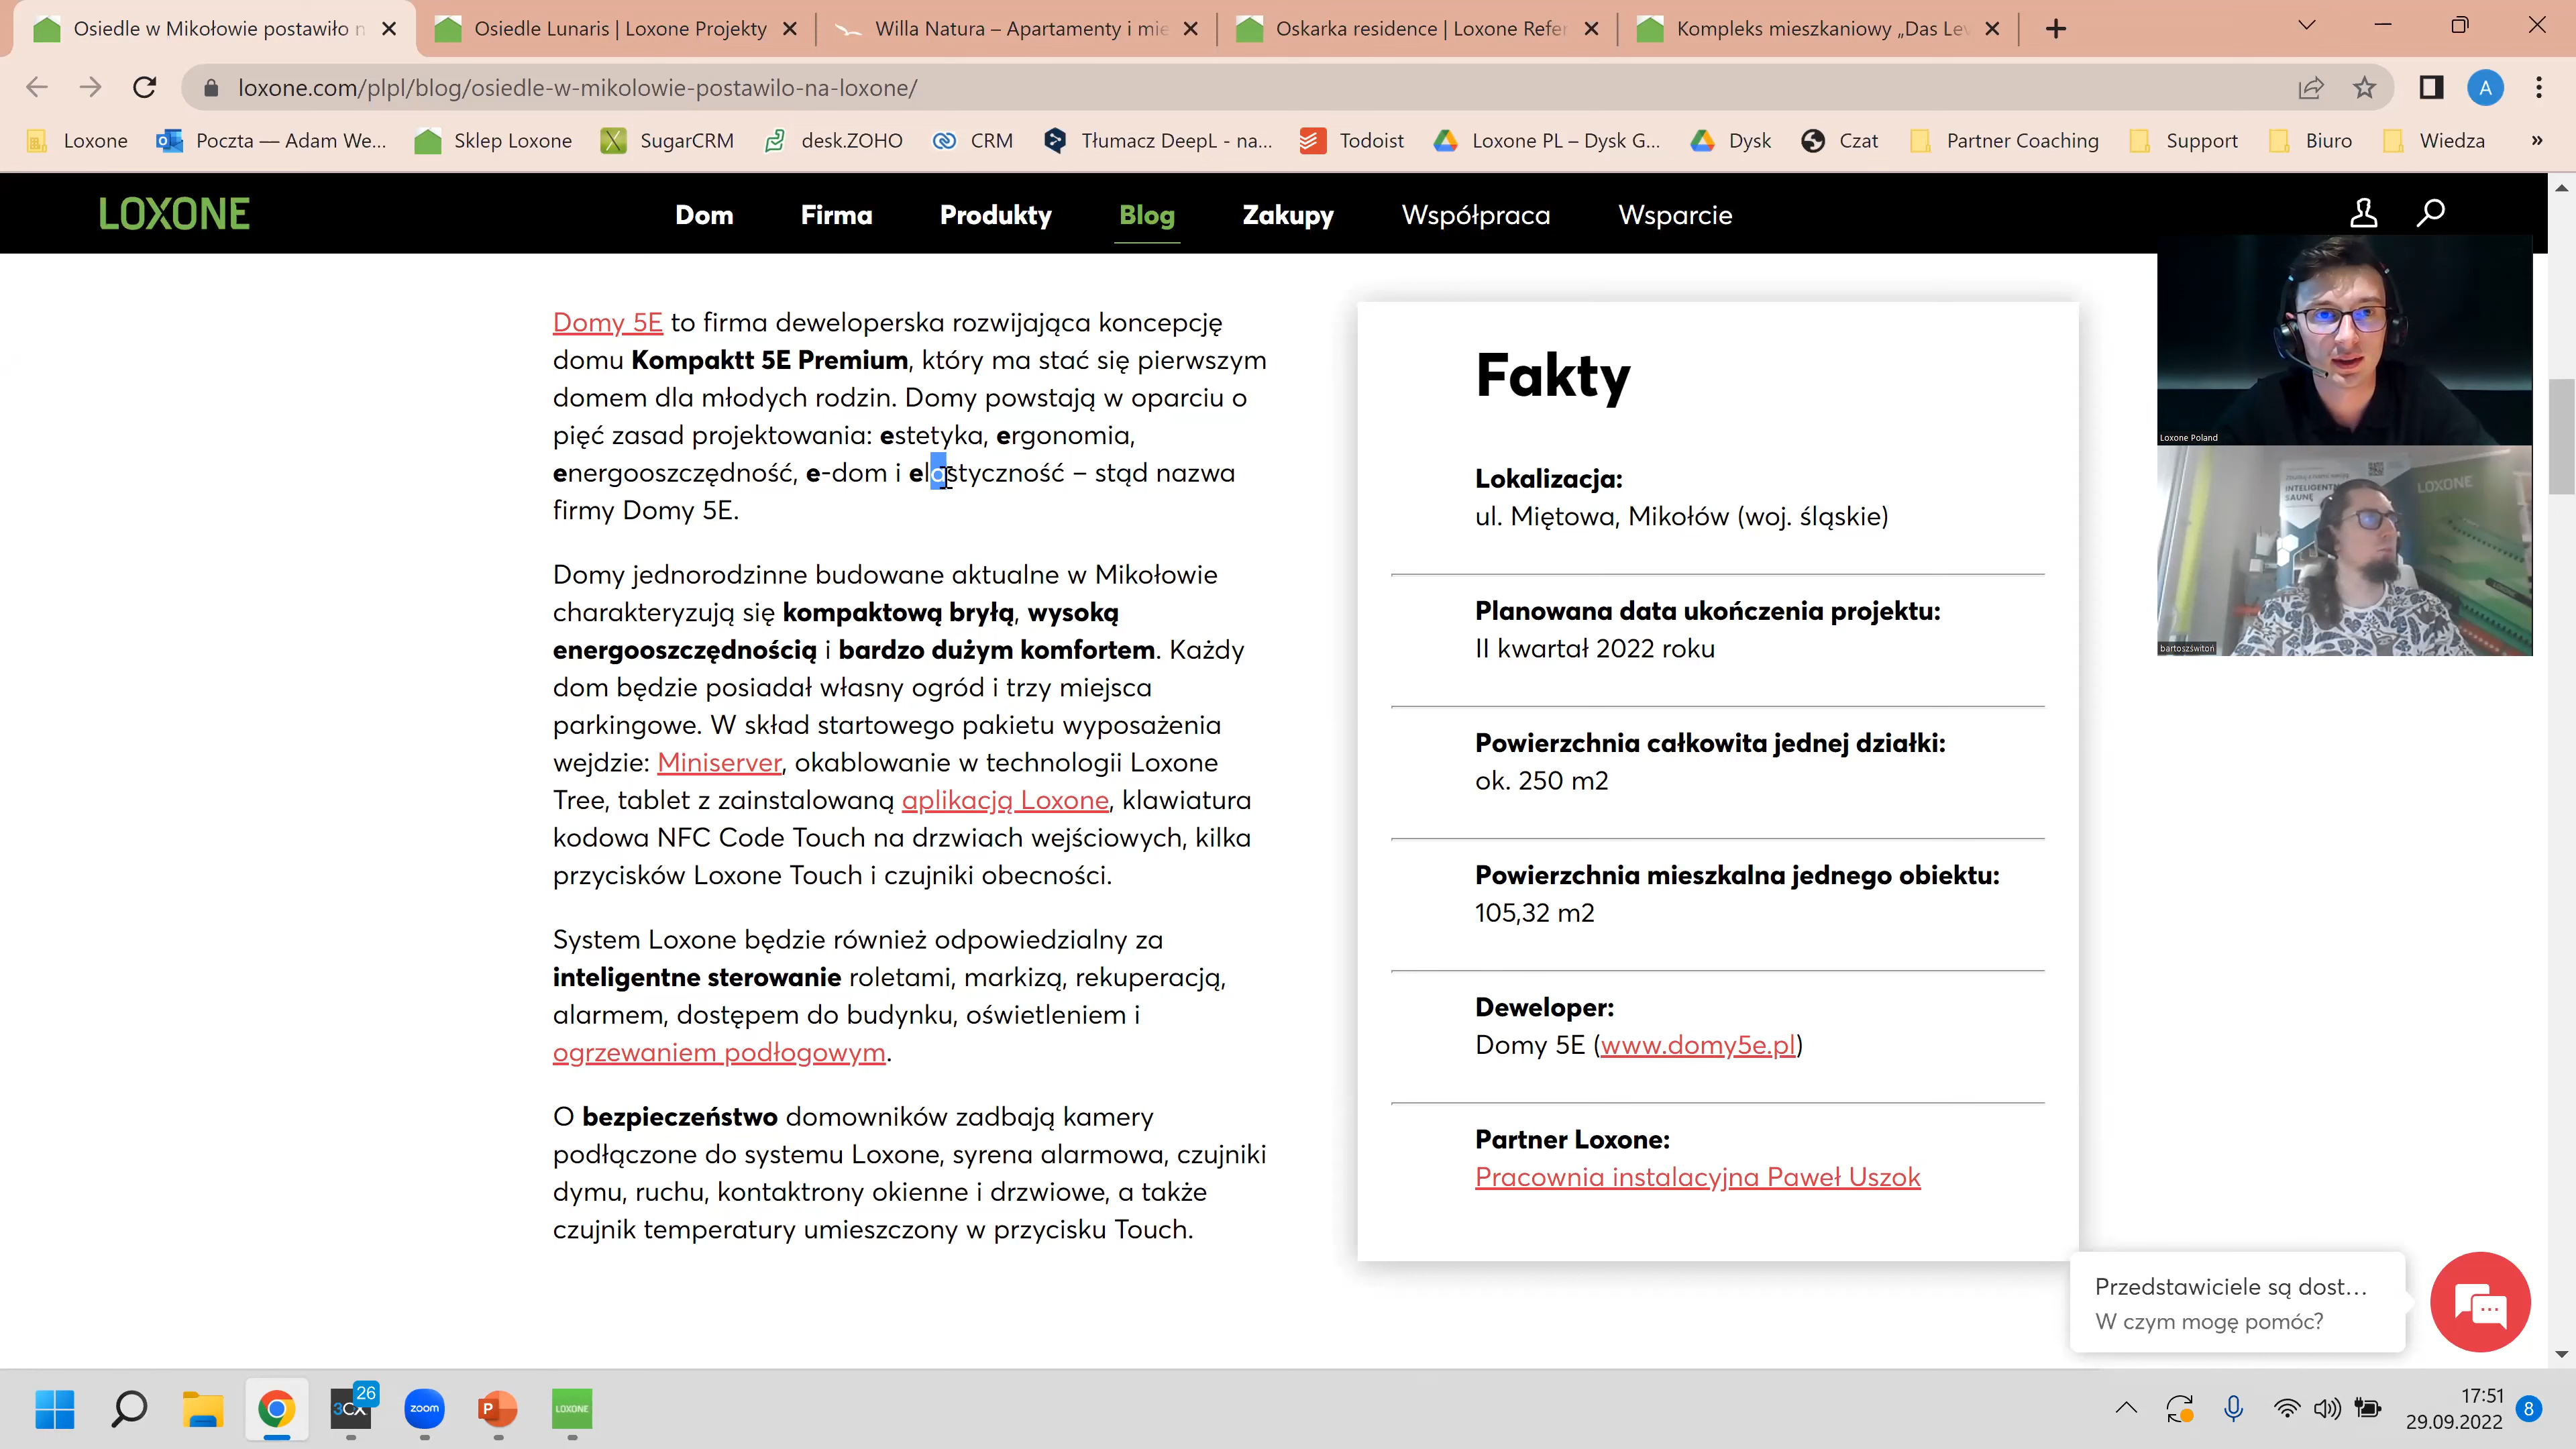 Osiedle w Mikołowie postawiło n
Osiedle Lunaris | Loxone Projekty
Willa Natura – Apartamenty i mie
Oskarka residence | Loxone Refer
Kompleks mieszkaniowy „Das Lev
loxone.com/plpl/blog/osiedle-w-mikolowie-postawilo-na-loxone/
A
Loxone
Poczta — Adam We...
Sklep Loxone
SugarCRM
desk.ZOHO
CRM
Tłumacz DeepL - na...
Todoist
Loxone PL – Dysk G...
Dysk
Czat
Partner Coaching
Support
Biuro
Wiedza
»
LOXONE
Dom
Firma
Produkty
Blog
Zakupy
Współpraca
Wsparcie
Domy 5E to firma deweloperska rozwijająca koncepcję
domu Kompaktt 5E Premium, który ma stać się pierwszym
domem dla młodych rodzin. Domy powstają w oparciu o
pięć zasad projektowania: estetyka, ergonomia,
energooszczędność, e-dom i elastyczność – stąd nazwa
firmy Domy 5E.
Domy jednorodzinne budowane aktualne w Mikołowie
charakteryzują się kompaktową bryłą, wysoką
energooszczędnością i bardzo dużym komfortem. Każdy
dom będzie posiadał własny ogród i trzy miejsca
parkingowe. W skład startowego pakietu wyposażenia
wejdzie: Miniserver, okablowanie w technologii Loxone
Tree, tablet z zainstalowaną aplikacją Loxone, klawiatura
kodowa NFC Code Touch na drzwiach wejściowych, kilka
przycisków Loxone Touch i czujniki obecności.
System Loxone będzie również odpowiedzialny za
inteligentne sterowanie roletami, markizą, rekuperacją,
alarmem, dostępem do budynku, oświetleniem i
ogrzewaniem podłogowym.
O bezpieczeństwo domowników zadbają kamery
podłączone do systemu Loxone, syrena alarmowa, czujniki
dymu, ruchu, kontaktrony okienne i drzwiowe, a także
czujnik temperatury umieszczony w przycisku Touch.
Fakty
Lokalizacja:
ul. Miętowa, Mikołów (woj. śląskie)
Planowana data ukończenia projektu:
II kwartał 2022 roku
Powierzchnia całkowita jednej działki:
ok. 250 m2
Powierzchnia mieszkalna jednego obiektu:
105,32 m2
Deweloper:
Domy 5E (www.domy5e.pl)
Partner Loxone:
Pracownia instalacyjna Paweł Uszok
Loxone Poland
INTELIGENTN
SAUNĘ
LOXONE
bartoszświtoń
Przedstawiciele są dost...
W czym mogę pomóc?
3CX
26
zoom
P
LOXONE
17:51
29.09.2022
8